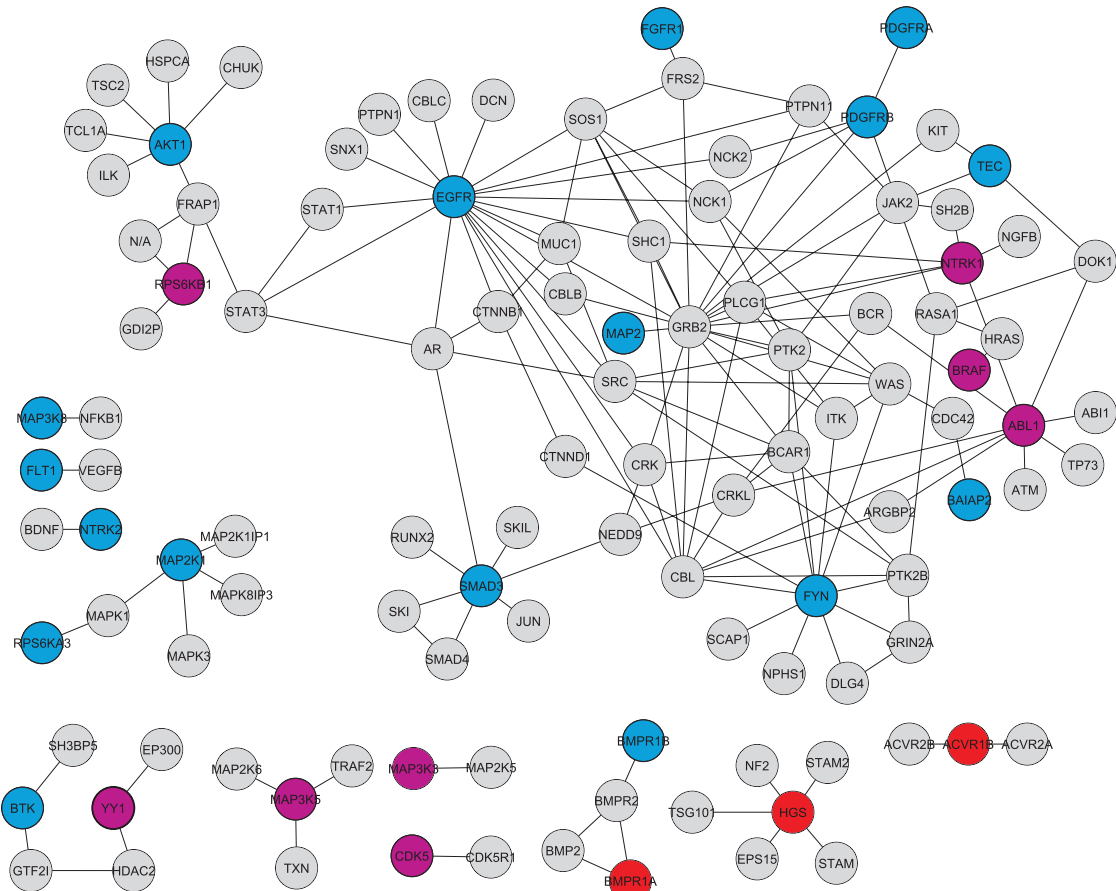 FGFR1
PDGFRA
HSPCA
CHUK
TSC2
FRS2
CBLC
DCN
PTPN1
PTPN11
PDGFRB
SOS1
TCL1A
AKT1
KIT
SNX1
NCK2
TEC
ILK
EGFR
NCK1
JAK2
SH2B
FRAP1
STAT1
N/A
MUC1
SHC1
NGFB
NTRK1
DOK1
RPS6KB1
CBLB
PLCG1
STAT3
CTNNB1
BCR
RASA1
GDI2P
MAP2
GRB2
HRAS
AR
PTK2
BRAF
SRC
WAS
MAP3K8
NFKB1
ITK
CDC42
ABL1
ABI1
FLT1
VEGFB
CTNND1
CRK
BCAR1
TP73
CRKL
BAIAP2
ATM
ARGBP2
BDNF
NTRK2
RUNX2
SKIL
NEDD9
MAP2K1IP1
MAP2K1
CBL
PTK2B
SMAD3
MAPK8IP3
FYN
MAPK1
SKI
JUN
RPS6KA3
SCAP1
GRIN2A
MAPK3
SMAD4
NPHS1
DLG4
SH3BP5
EP300
BMPR1B
ACVR2B
ACVR1B
ACVR2A
MAP2K6
TRAF2
MAP3K3
MAP2K5
NF2
STAM2
BTK
YY1
MAP3K5
BMPR2
TSG101
HGS
GTF2I
HDAC2
TXN
CDK5
CDK5R1
BMP2
BMPR1A
EPS15
STAM